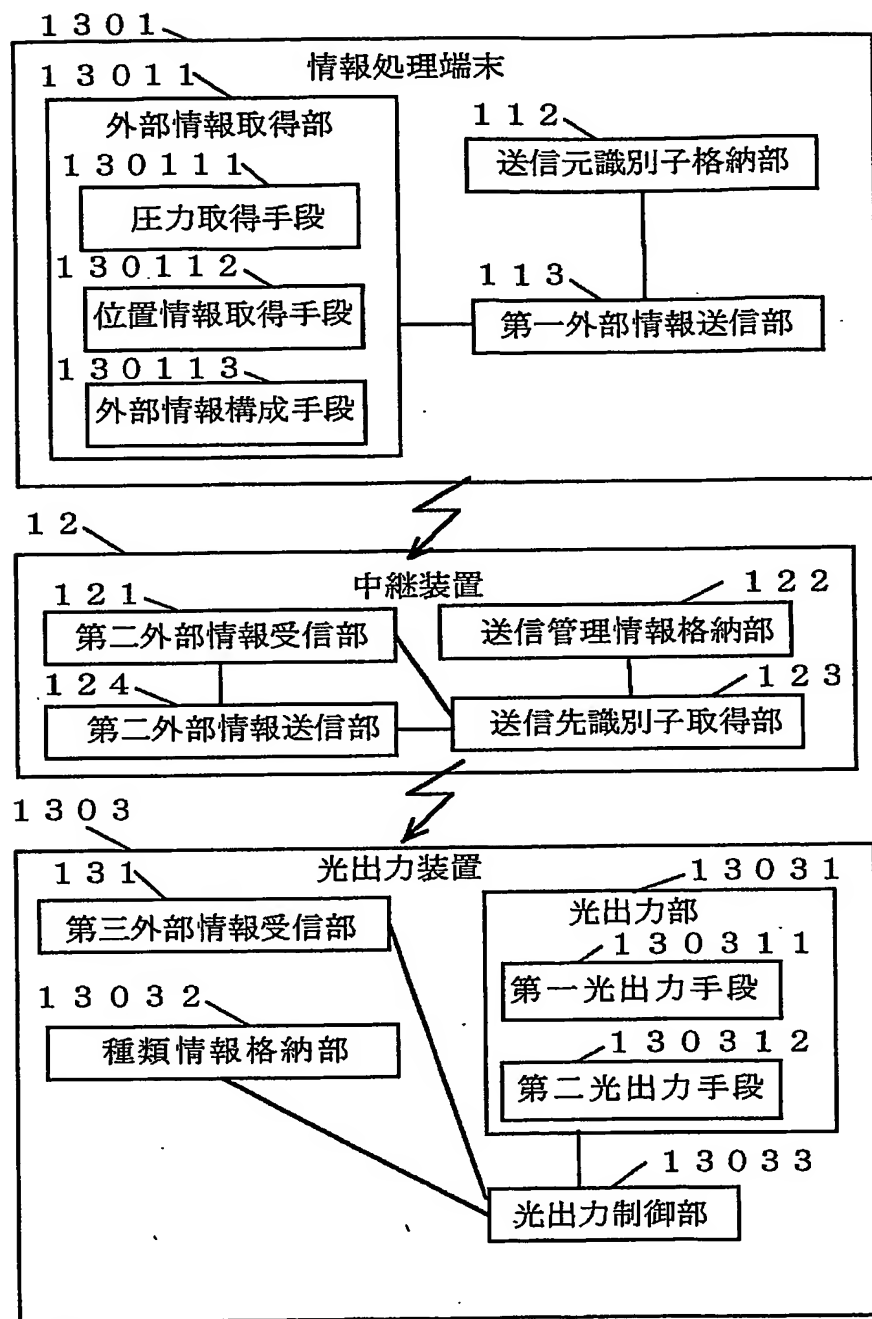 1301
情報処理端末
13011
外部情報取得部
112
130111
送信元識別子格納部
圧力取得手段
130112
113
位置情報取得手段
第一外部情報送信部
130113
外部情報構成手段
12
中継装置
121
122
第二外部情報受信部
送信管理情報格納部
124
123
第二外部情報送信部
送信先識別子取得部
1303
光出力装置
131
13031
第三外部情報受信部
光出力部
130311
13032
第一光出力手段
種類情報格納部
130312
第二光出力手段
13033
光出力制御部